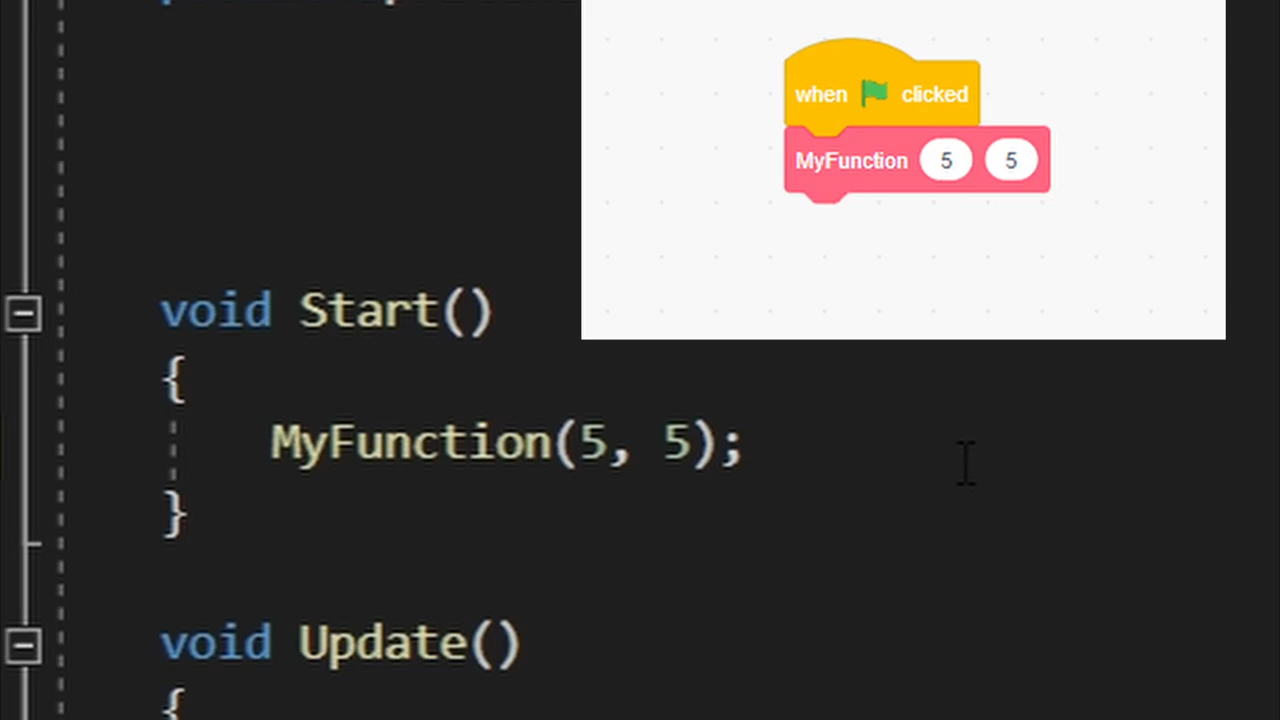 when clicked
MyFunction 5 5
void Start()
{
MyFunction(5, 5);
}
void Update()
{